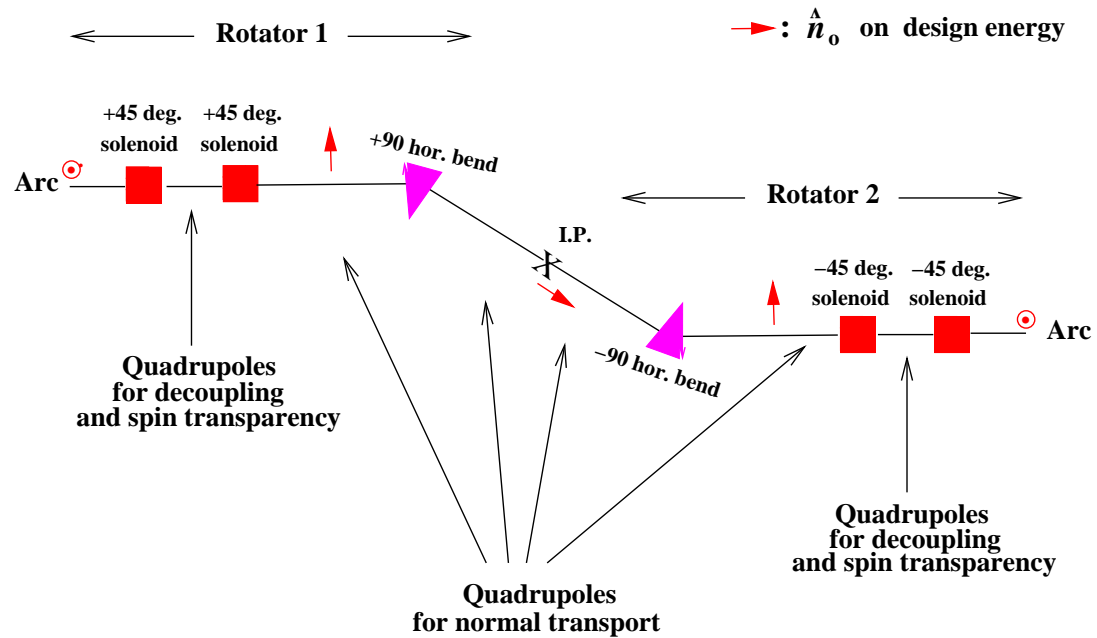 Rotator 1
: n̂o on design energy
+45 deg. solenoid
+45 deg. solenoid
+90 hor. bend
Arc
Rotator 2
I.P.
X
−45 deg. solenoid
−45 deg. solenoid
Arc
−90 hor. bend
Quadrupoles
for decoupling
and spin transparency
Quadrupoles
for decoupling
and spin transparency
Quadrupoles
for normal transport